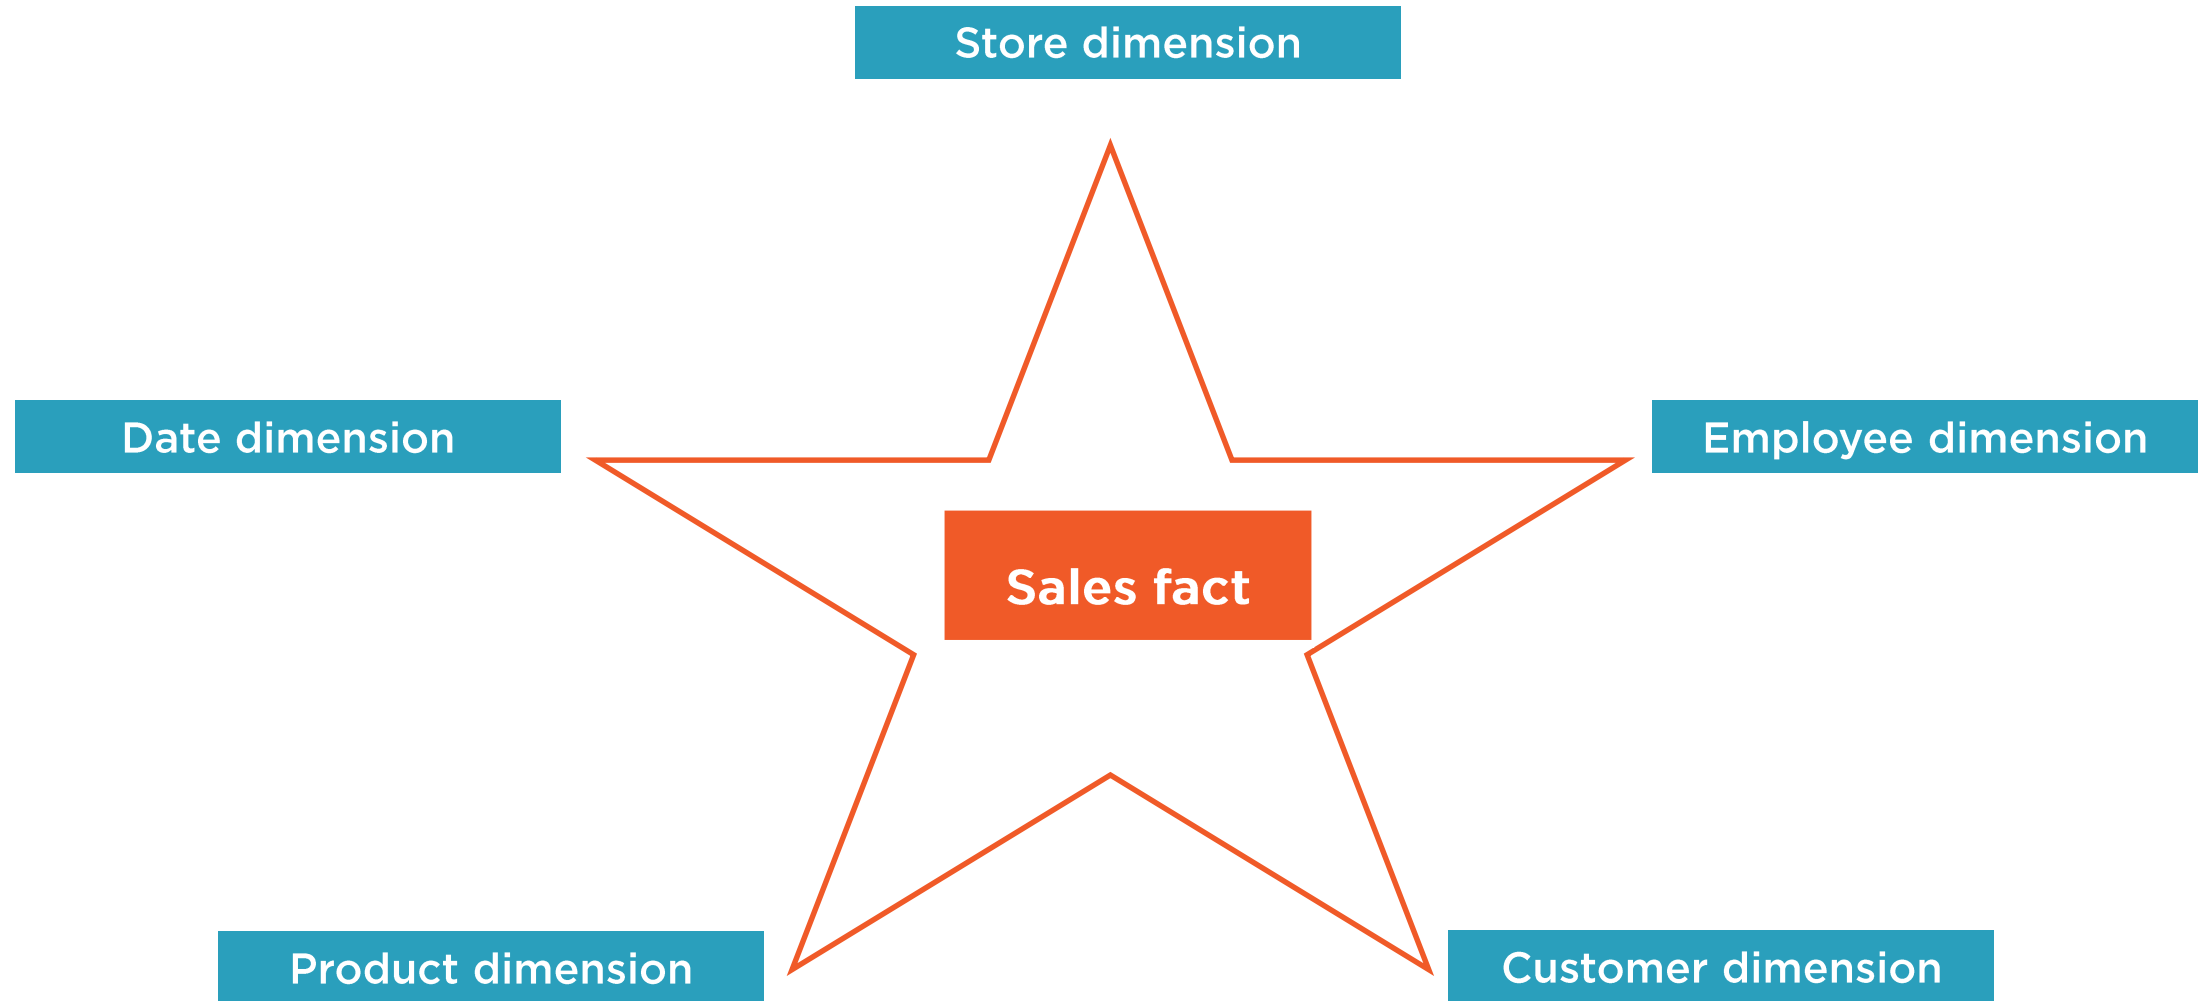 Store dimension
Date dimension
Employee dimension
Sales fact
Product dimension
Customer dimension